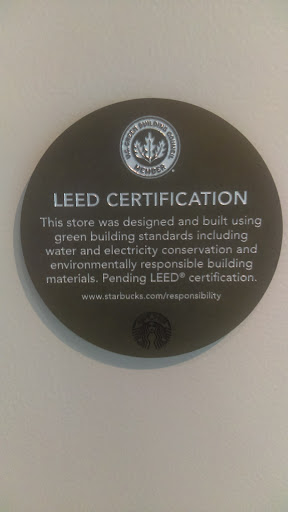 U.S. GREEN BUILDING COUNCIL
MEMBER
LEED CERTIFICATION
This store was designed and built using
green building standards including
water and electricity conservation and
environmentally responsible building
materials. Pending LEED® certification.
www.starbucks.com/responsibility